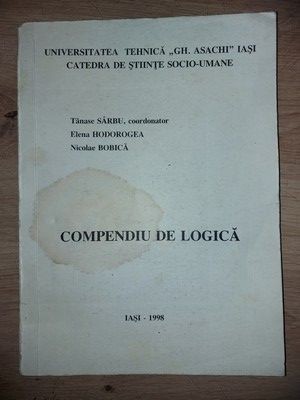 UNIVERSITATEA TEHNICĂ „GH. ASACHI" IAŞI
CATEDRA DE ŞTIINŢE SOCIO-UMANE
Tănase SÂRBU, coordonator
Elena HODOROGEA
Nicolae BOBICĂ
COMPENDIU DE LOGICĂ
IAŞI - 1998